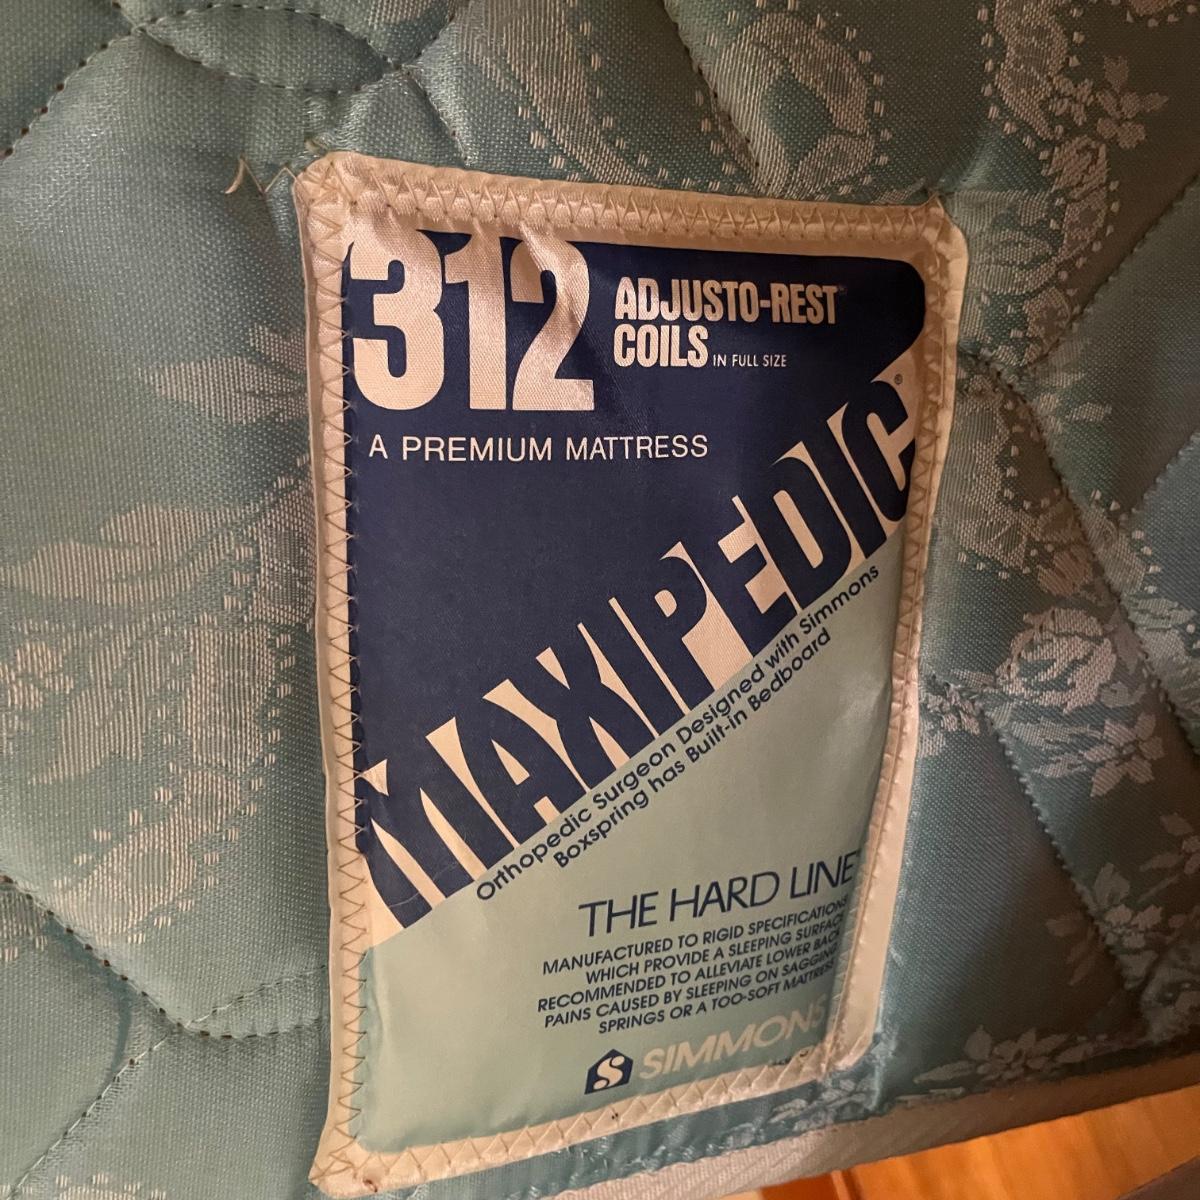 312 ADJUSTO-REST™
COILS IN FULL SIZE
A PREMIUM MATTRESS
MAXIPEDIC®
Orthopedic Surgeon Designed with Simmons
Boxspring has Built-in Bedboard
THE HARD LINE
MANUFACTURED TO RIGID SPECIFICATIONS
WHICH PROVIDE A SLEEPING SURFACE
RECOMMENDED TO ALLEVIATE LOWER BACK
PAINS CAUSED BY SLEEPING ON SAGGING
SPRINGS OR A TOO-SOFT MATTRESS
S SIMMONS